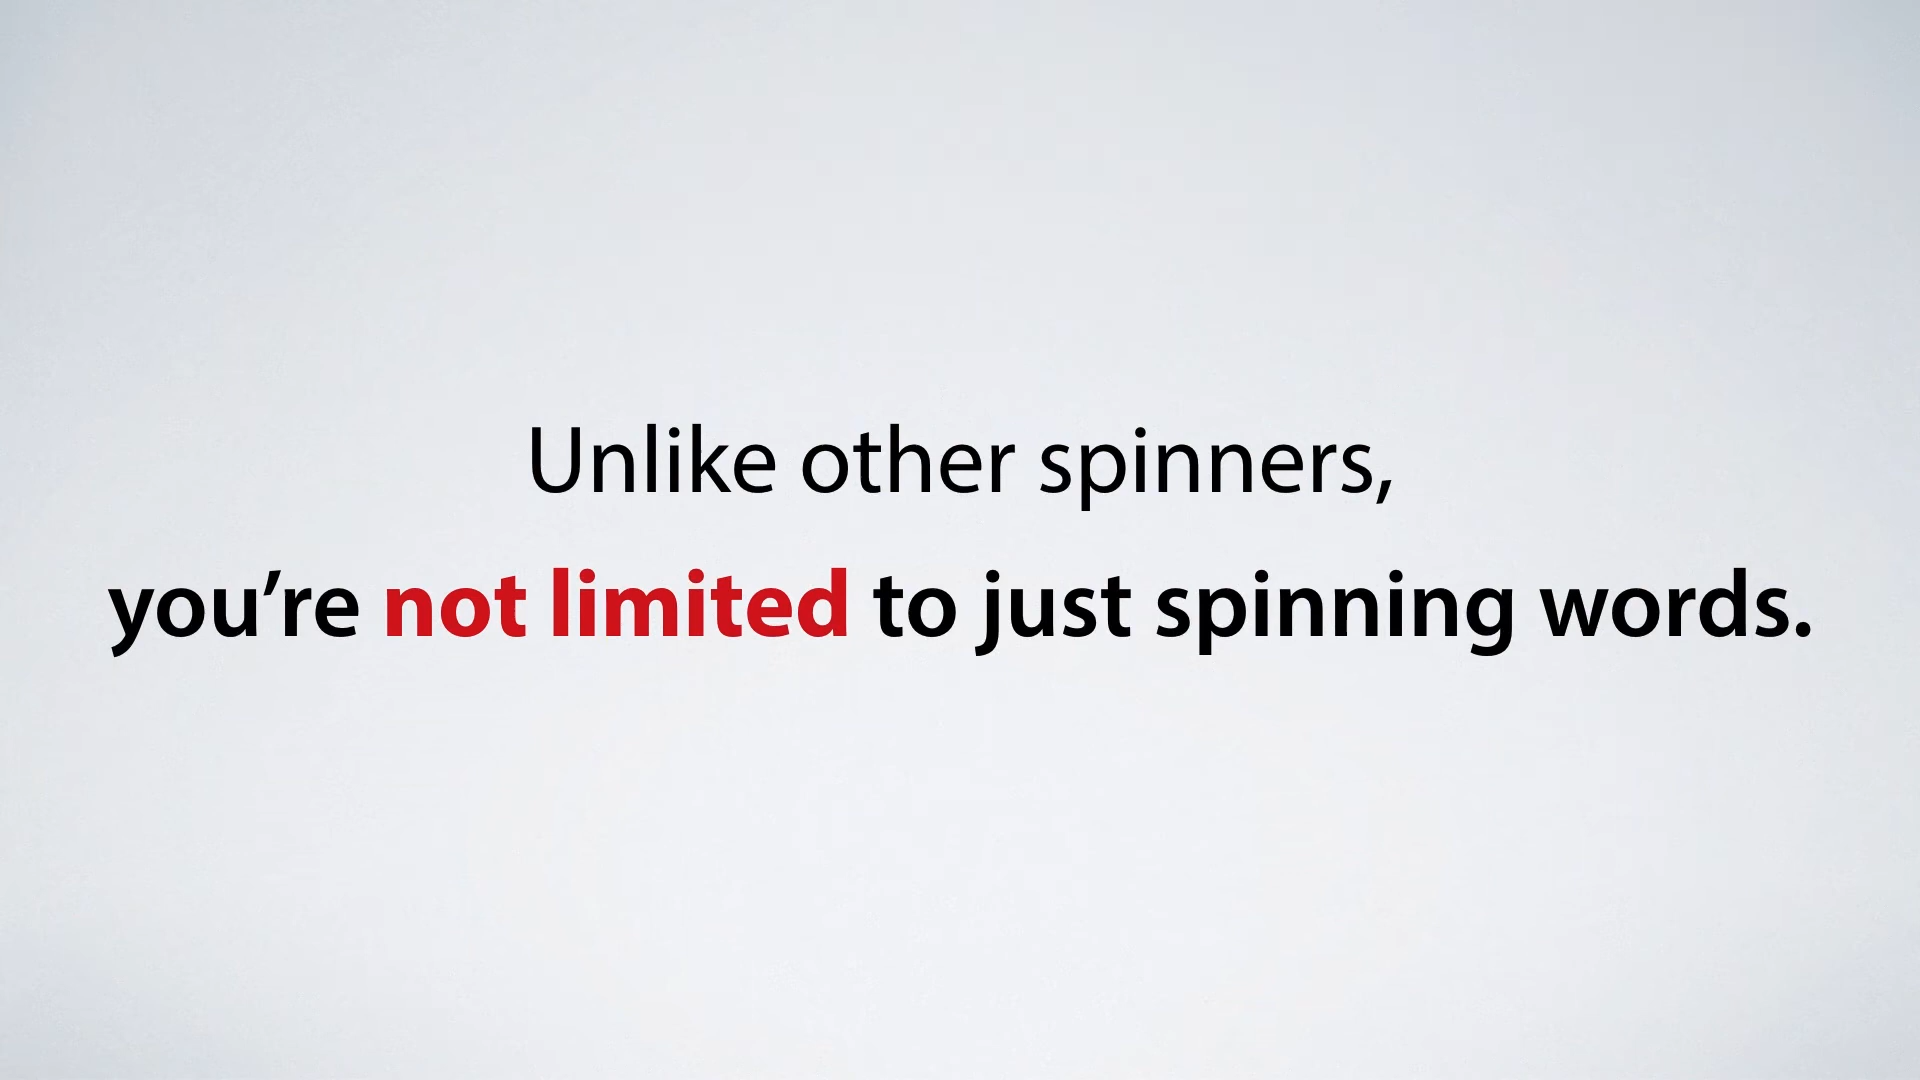 Unlike other spinners,
you’re not limited to just spinning words.